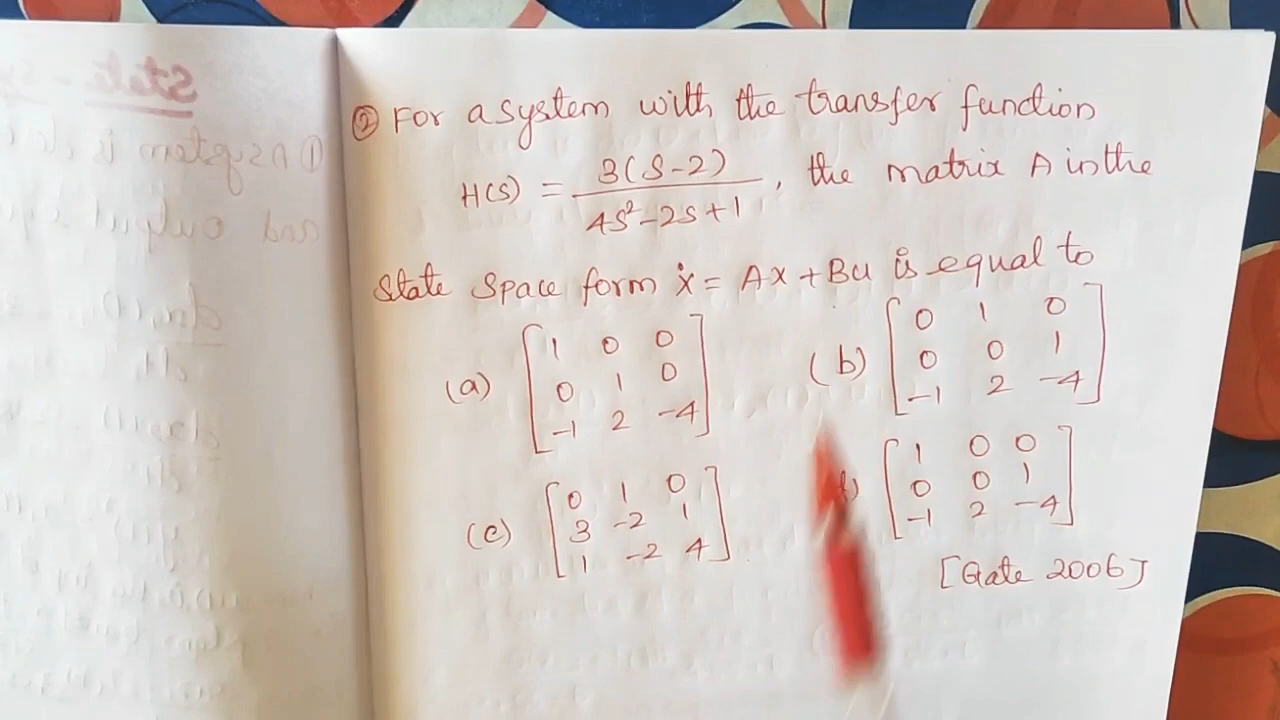 ② For a system with the transfer function
H(s) = 3(S-2) / 4S²-2S+1, the matrix A in the
State Space form ẋ = Ax + Bu is equal to
(a) [1 0 0
0 1 0
-1 2 -4]
(b) [0 1 0
0 0 1
-1 2 -4]
(c) [0 1 0
3 -2 1
1 -2 4]
[1 0 0
0 0 1
-1 2 -4]
[Gate 2006]